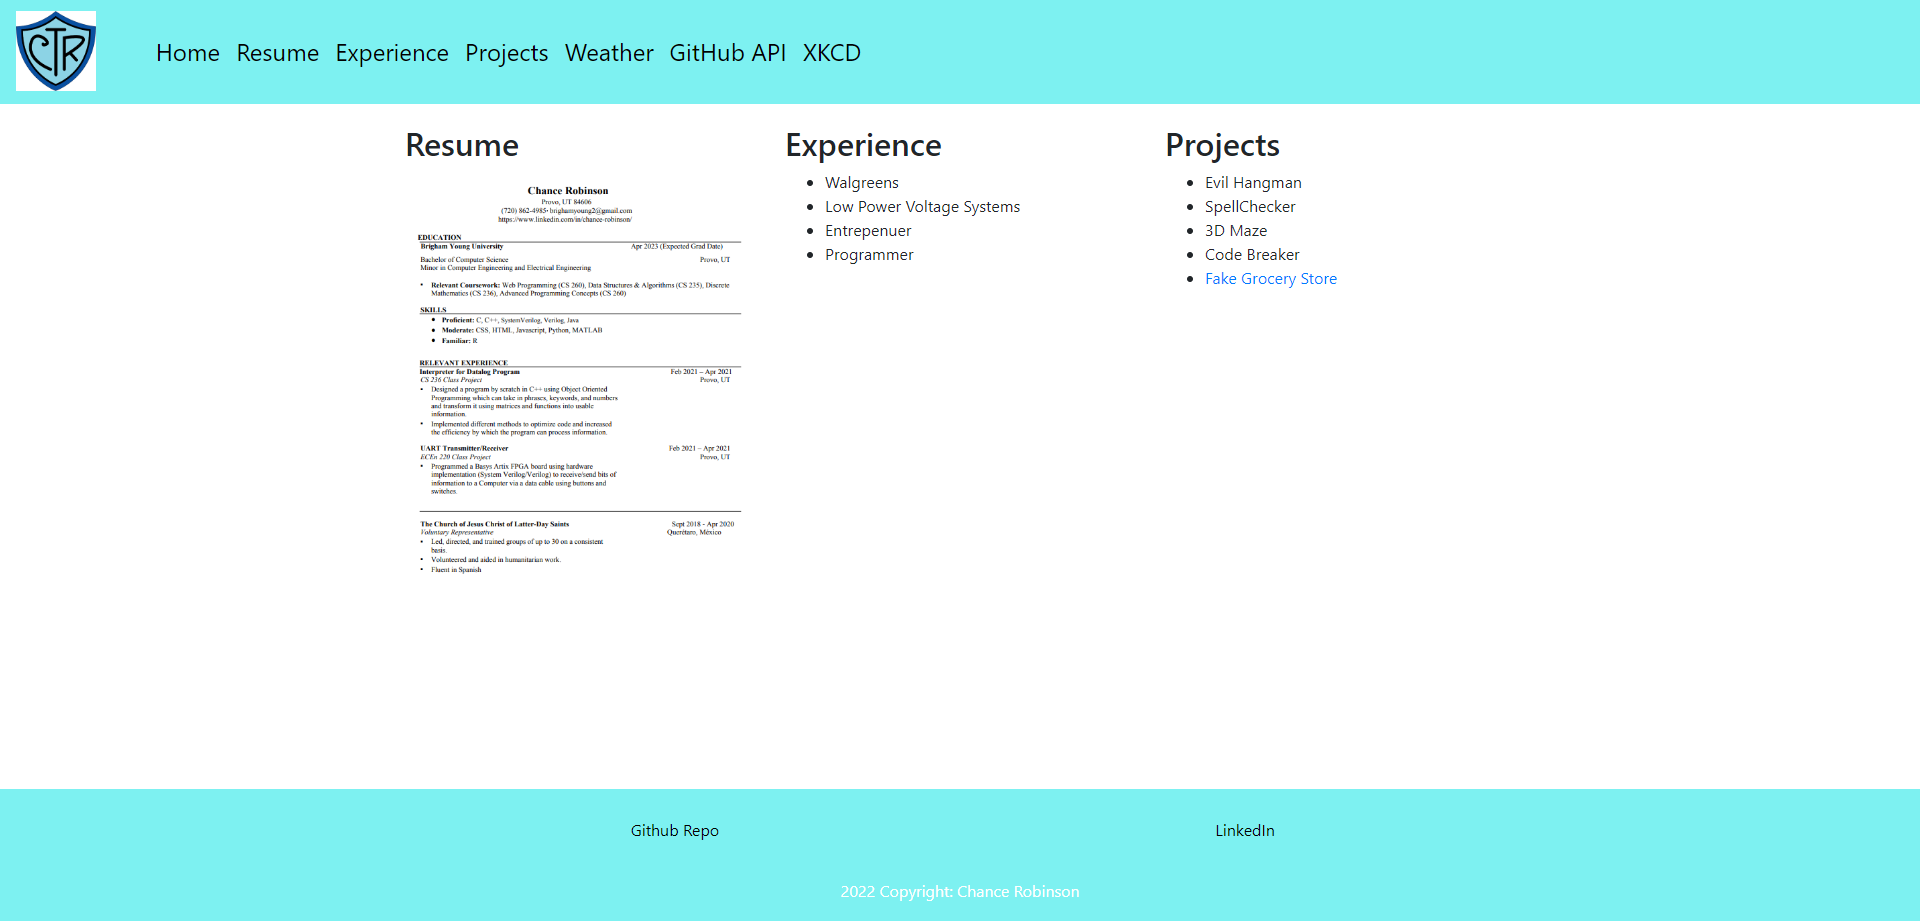 CTR
Home Resume Experience Projects Weather GitHub API XKCD
Resume
Chance Robinson
Provo, UT 84606
(720) 862-4985• brighamyoung2@gmail.com
https://www.linkedin.com/in/chance-robinson/
EDUCATION
Brigham Young University Apr 2023 (Expected Grad Date)
Bachelor of Computer Science Provo, UT
Minor in Computer Engineering and Electrical Engineering
• Relevant Coursework: Web Programming (CS 260), Data Structures & Algorithms (CS 235), Discrete
Mathematics (CS 236), Advanced Programming Concepts (CS 260)
SKILLS
• Proficient: C, C++, SystemVerilog, Verilog, Java
• Moderate: CSS, HTML, Javascript, Python, MATLAB
• Familiar: R
RELEVANT EXPERIENCE
Interpreter for Datalog Program Feb 2021 – Apr 2021
CS 236 Class Project Provo, UT
• Designed a program by scratch in C++ using Object Oriented
Programming which can take in phrases, keywords, and numbers
and transform it using matrices and functions into usable
information.
• Implemented different methods to optimize code and increased
the efficiency by which the program can process information.
UART Transmitter/Receiver Feb 2021 – Apr 2021
ECEn 220 Class Project Provo, UT
• Programmed a Basys Artix FPGA board using hardware
implementation (System Verilog/Verilog) to receive/send bits of
information to a Computer via a data cable using buttons and
switches.
The Church of Jesus Christ of Latter-Day Saints Sept 2018 - Apr 2020
Voluntary Representative Querétaro, México
• Led, directed, and trained groups of up to 30 on a consistent
basis.
• Volunteered and aided in humanitarian work.
• Fluent in Spanish
Experience
• Walgreens
• Low Power Voltage Systems
• Entrepenuer
• Programmer
Projects
• Evil Hangman
• SpellChecker
• 3D Maze
• Code Breaker
• Fake Grocery Store
Github Repo LinkedIn
2022 Copyright: Chance Robinson